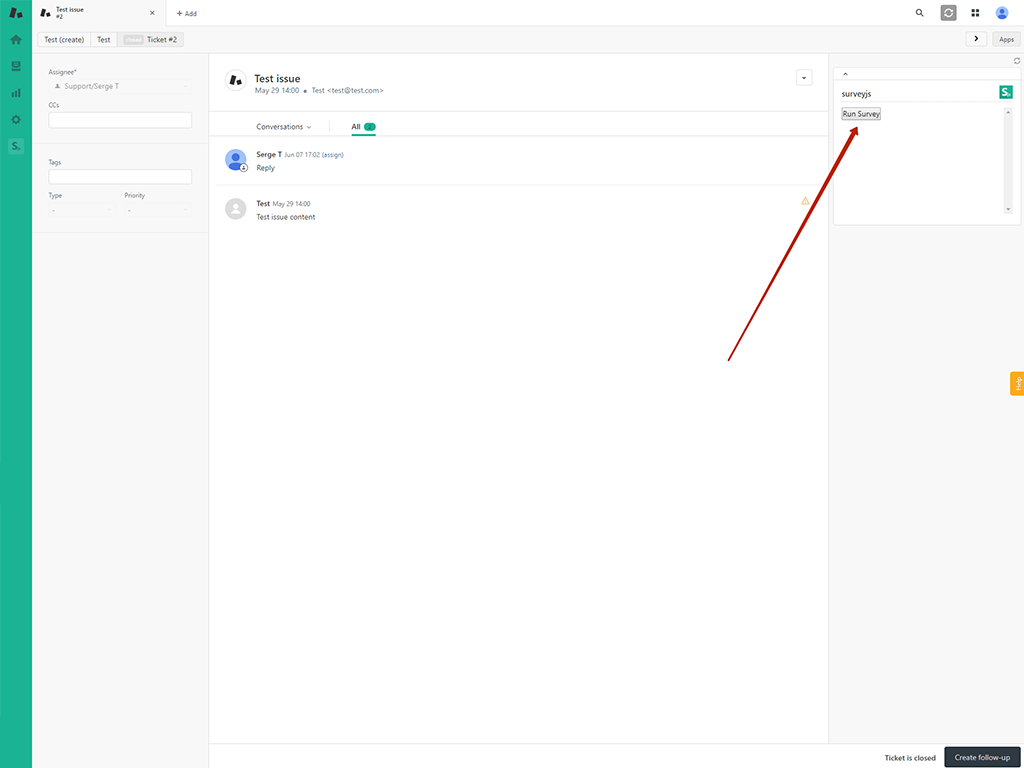 Test issue
#2
+ Add
Test (create)
Test
Ticket #2
Apps
Assignee*
Support/Serge T
CCs
Tags
Type
Priority
-
-
Test issue
May 29 14:00 • Test <test@test.com>
Conversations
All
Serge T Jun 07 17:02 (assign)
Reply
Test May 29 14:00
Test issue content
surveyjs
S
Run Survey
Help
Ticket is closed
Create follow-up